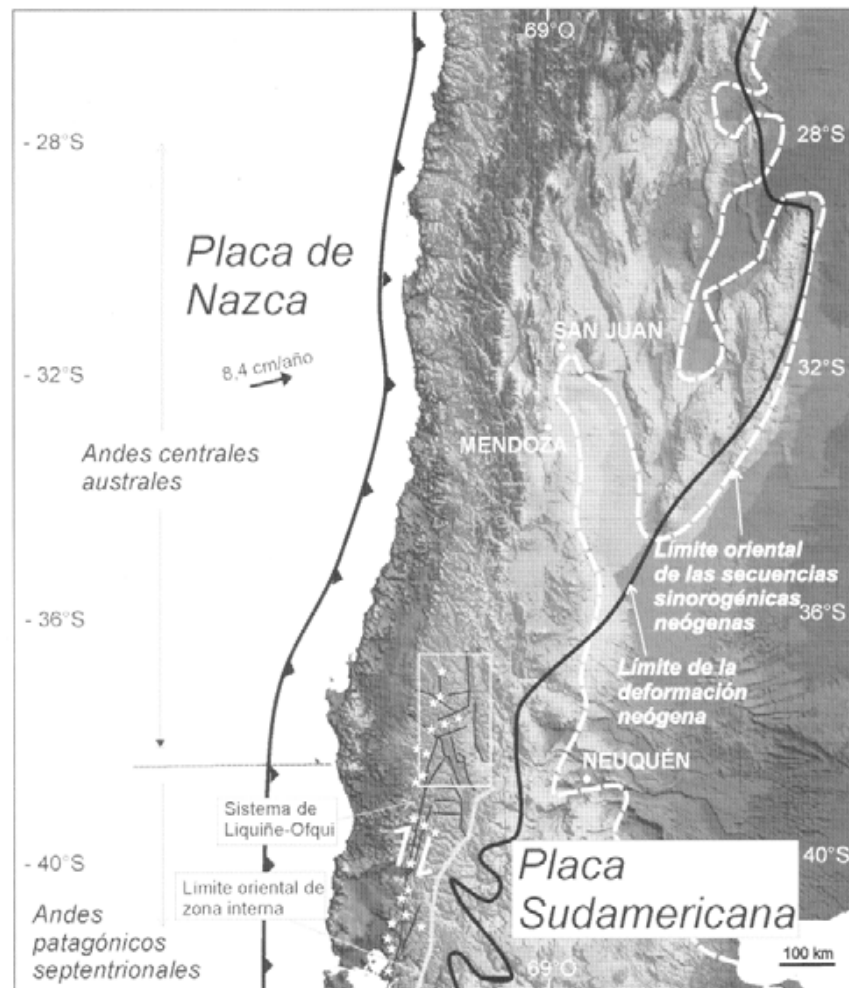 69°O
- 28°S
28°S
Placa de
Nazca
8,4 cm/año
SAN JUAN
- 32°S
32°S
MENDOZA
Andes centrales
australes
Límite oriental
de las secuencias
sinorogénicas
neógenas
- 36°S
36°S
Límite de la
deformación
neógena
NEUQUÉN
Sistema de
Liquiñe-Ofqui
- 40°S
40°S
Placa
Sudamericana
Limite oriental de
zona interna
Andes
patagónicos
septentrionales
69°O
100 km